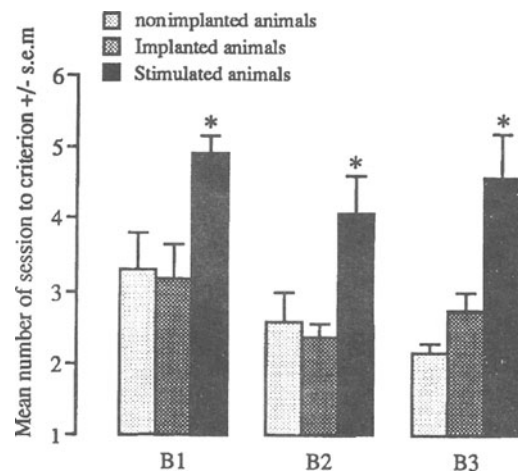 nonimplanted animals
Implanted animals
Stimulated animals
Mean number of session to criterion +/- s.e.m
6
5
4
3
2
1
*
*
*
B1
B2
B3